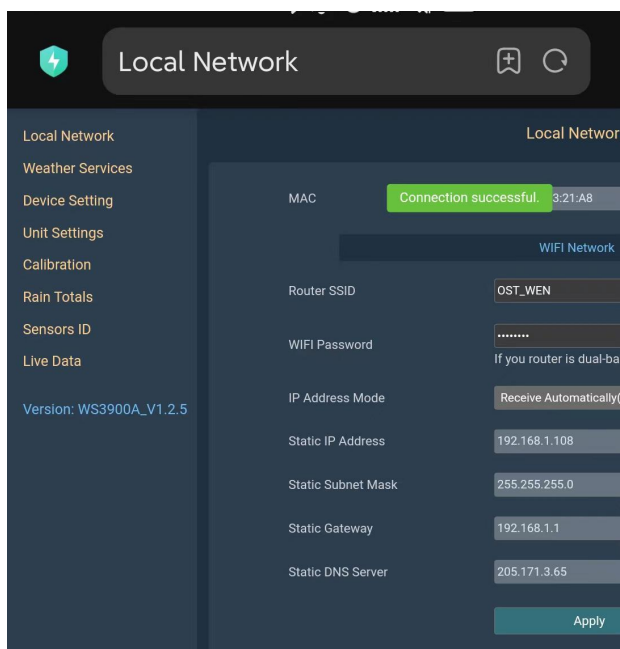 Local Network
Local Network
Weather Services
Device Setting
Unit Settings
Calibration
Rain Totals
Sensors ID
Live Data
Version: WS3900A_V1.2.5
Local Networ
MAC
Connection successful.
3:21:A8
WIFI Network
Router SSID
OST_WEN
WIFI Password
........
If you router is dual-ba
IP Address Mode
Receive Automatically(
Static IP Address
192.168.1.108
Static Subnet Mask
255.255.255.0
Static Gateway
192.168.1.1
Static DNS Server
205.171.3.65
Apply